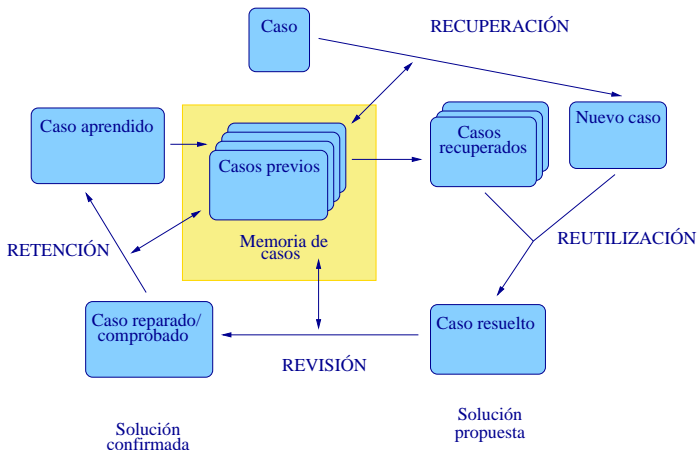 Caso
RECUPERACIÓN
Caso aprendido
Casos previos
Memoria de
casos
Casos
recuperados
Nuevo caso
RETENCIÓN
REUTILIZACIÓN
Caso reparado/
comprobado
REVISIÓN
Caso resuelto
Solución
confirmada
Solución
propuesta